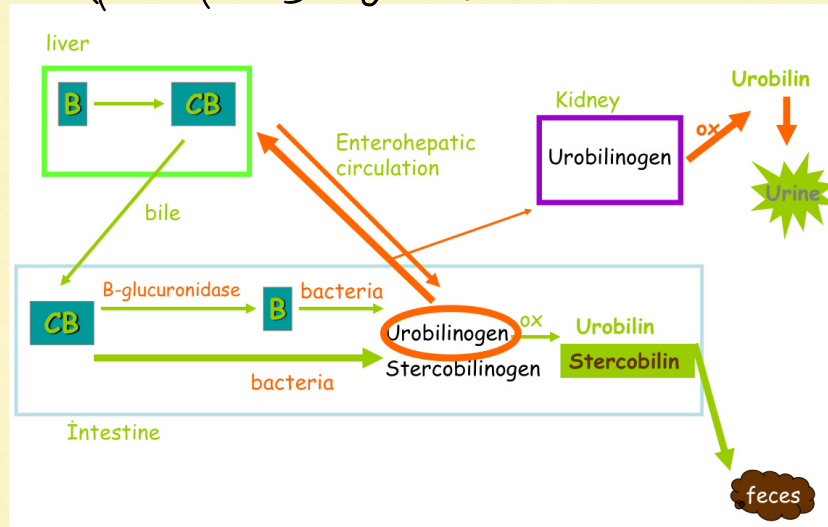 liver
B
CB
Enterohepatic
circulation
Kidney
Urobilinogen
ox
Urobilin
Urine
bile
CB
B-glucuronidase
B
bacteria
Urobilinogen
ox
Urobilin
Stercobilinogen
Stercobilin
bacteria
İntestine
feces